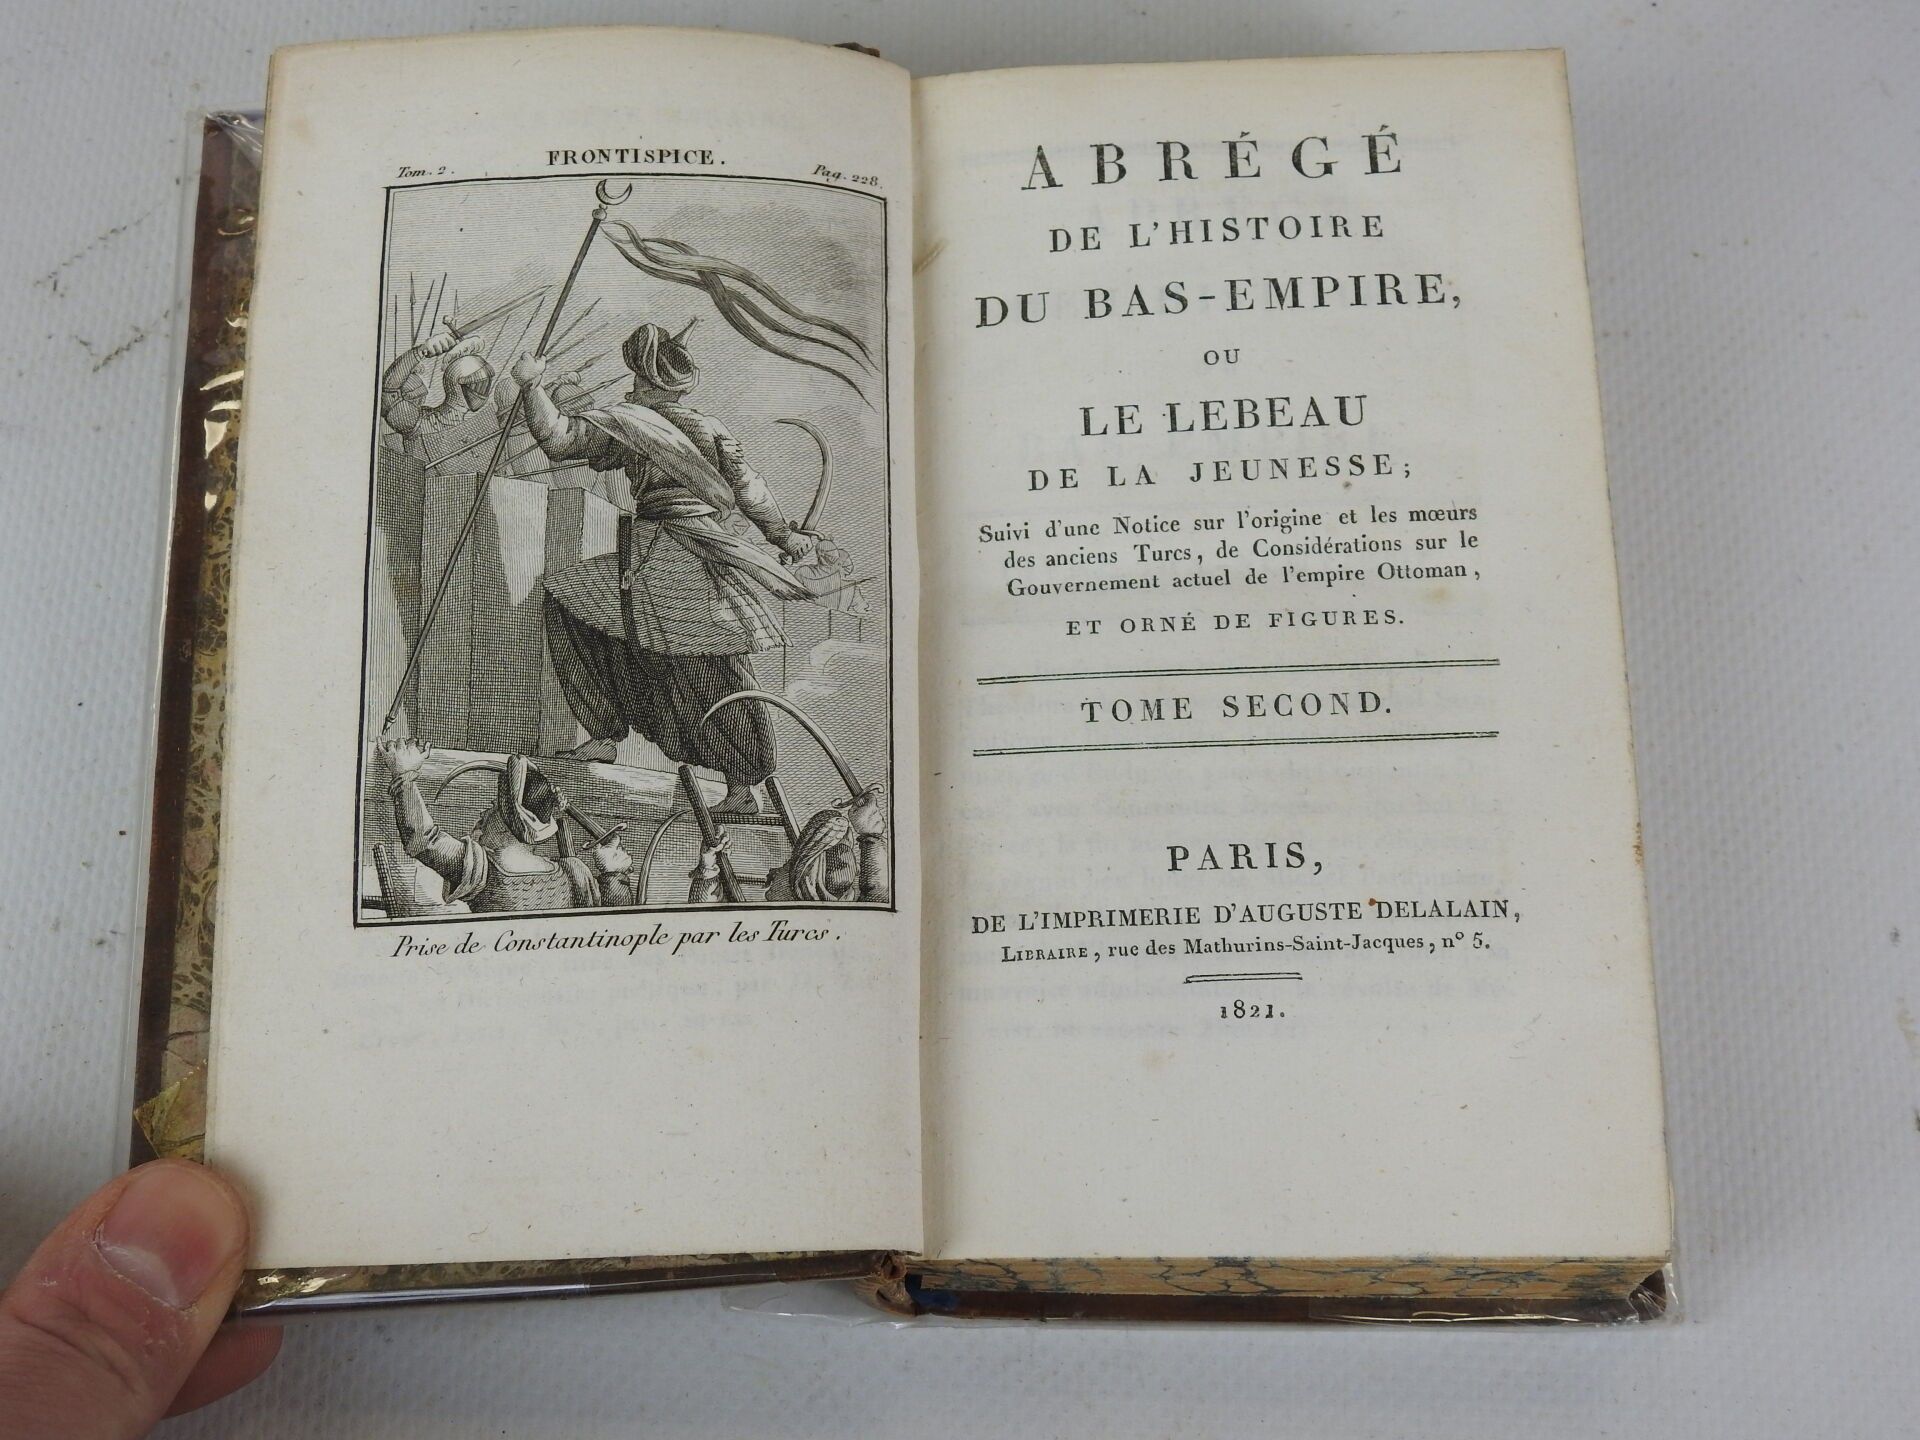 FRONTISPICE.
Tom. 2. Pag. 228.
Prise de Constantinople par les Turcs.
ABRÉGÉ
DE L'HISTOIRE
DU BAS-EMPIRE,
OU
LE LEBEAU
DE LA JEUNESSE;
Suivi d'une Notice sur l'origine et les mœurs
des anciens Turcs, de Considérations sur le
Gouvernement actuel de l'empire Ottoman,
ET ORNÉ DE FIGURES.
TOME SECOND.
PARIS,
DE L'IMPRIMERIE D'AUGUSTE DELALAIN,
LIBRAIRE, rue des Mathurins-Saint-Jacques, n° 5.
1821.